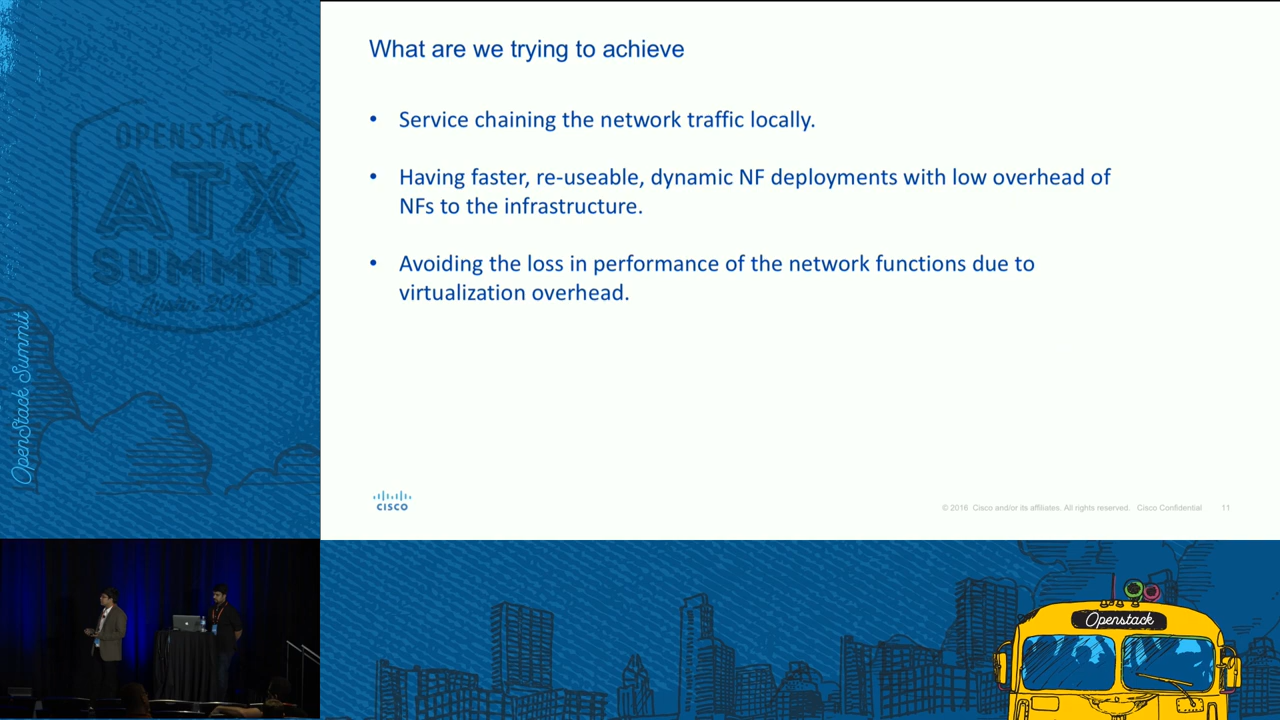 What are we trying to achieve
• Service chaining the network traffic locally.
• Having faster, re-useable, dynamic NF deployments with low overhead of
NFs to the infrastructure.
• Avoiding the loss in performance of the network functions due to
virtualization overhead.
CISCO
© 2016 Cisco and/or its affiliates. All rights reserved. Cisco Confidential 11
OPENSTACK
ATX
SUMMIT
Austin 2016
OpenStack Summit
Openstack